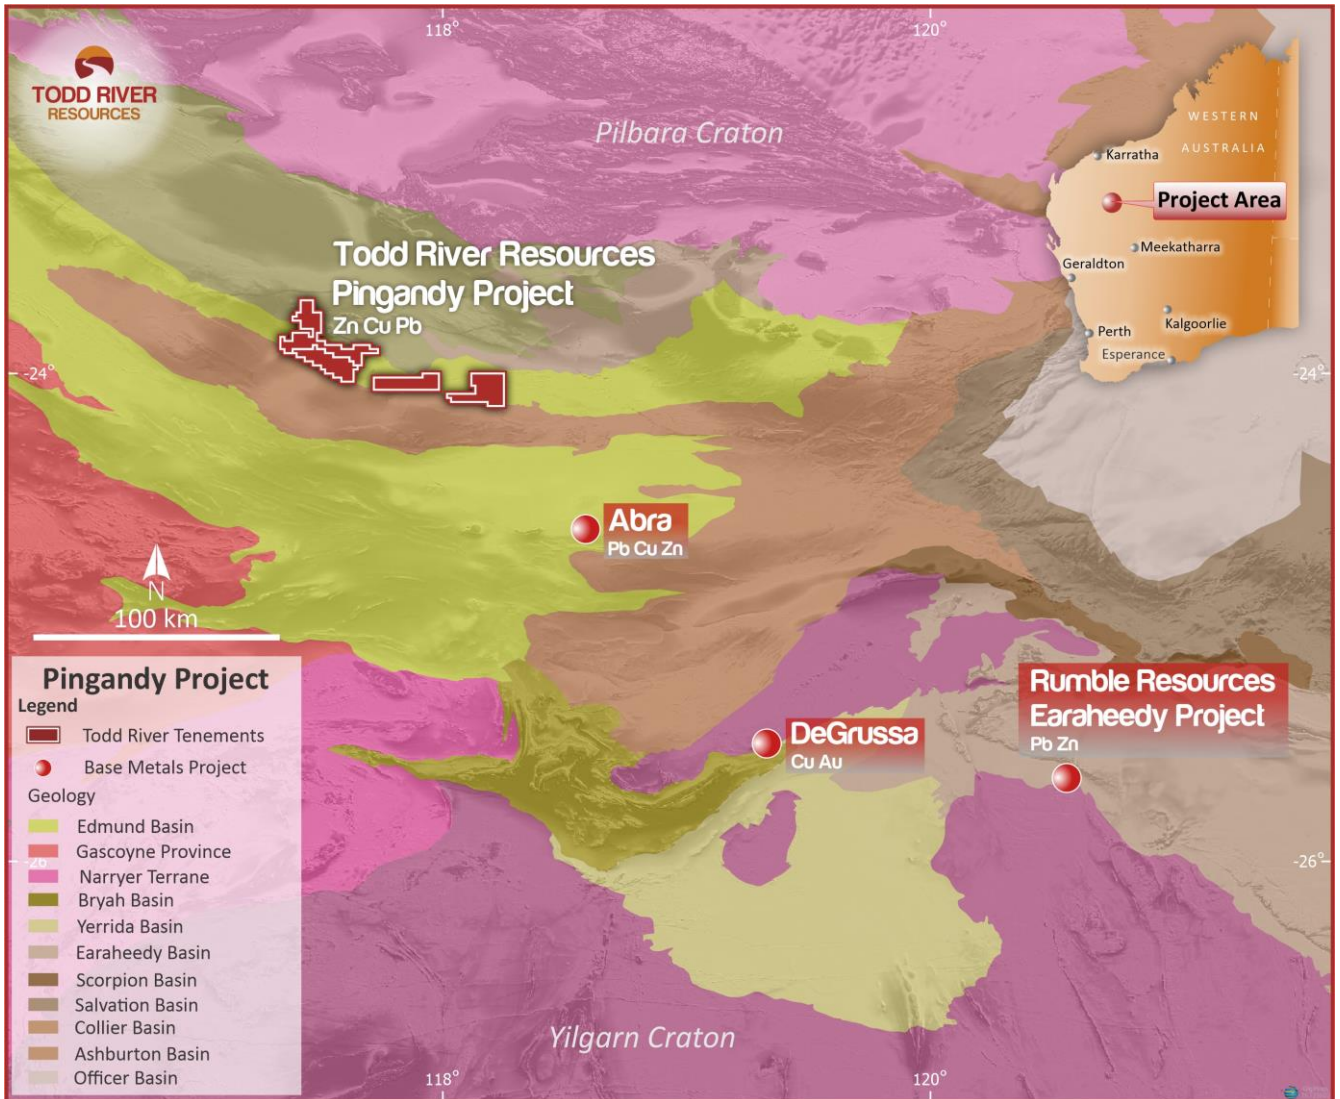 118°
120°
TODD RIVER
RESOURCES
Pilbara Craton
WESTERN
AUSTRALIA
Karratha
Project Area
Meekatharra
Geraldton
Kalgoorlie
Perth
Esperance
Todd River Resources
Pingandy Project
Zn Cu Pb
-24°
-24°
Abra
Pb Cu Zn
N
100 km
Rumble Resources
Earaheedy Project
Pb Zn
DeGrussa
Cu Au
Pingandy Project
Legend
Todd River Tenements
Base Metals Project
Geology
Edmund Basin
Gascoyne Province
Narryer Terrane
Bryah Basin
Yerrida Basin
Earaheedy Basin
Scorpion Basin
Salvation Basin
Collier Basin
Ashburton Basin
Officer Basin
-26
-26°
Yilgarn Craton
118°
120°